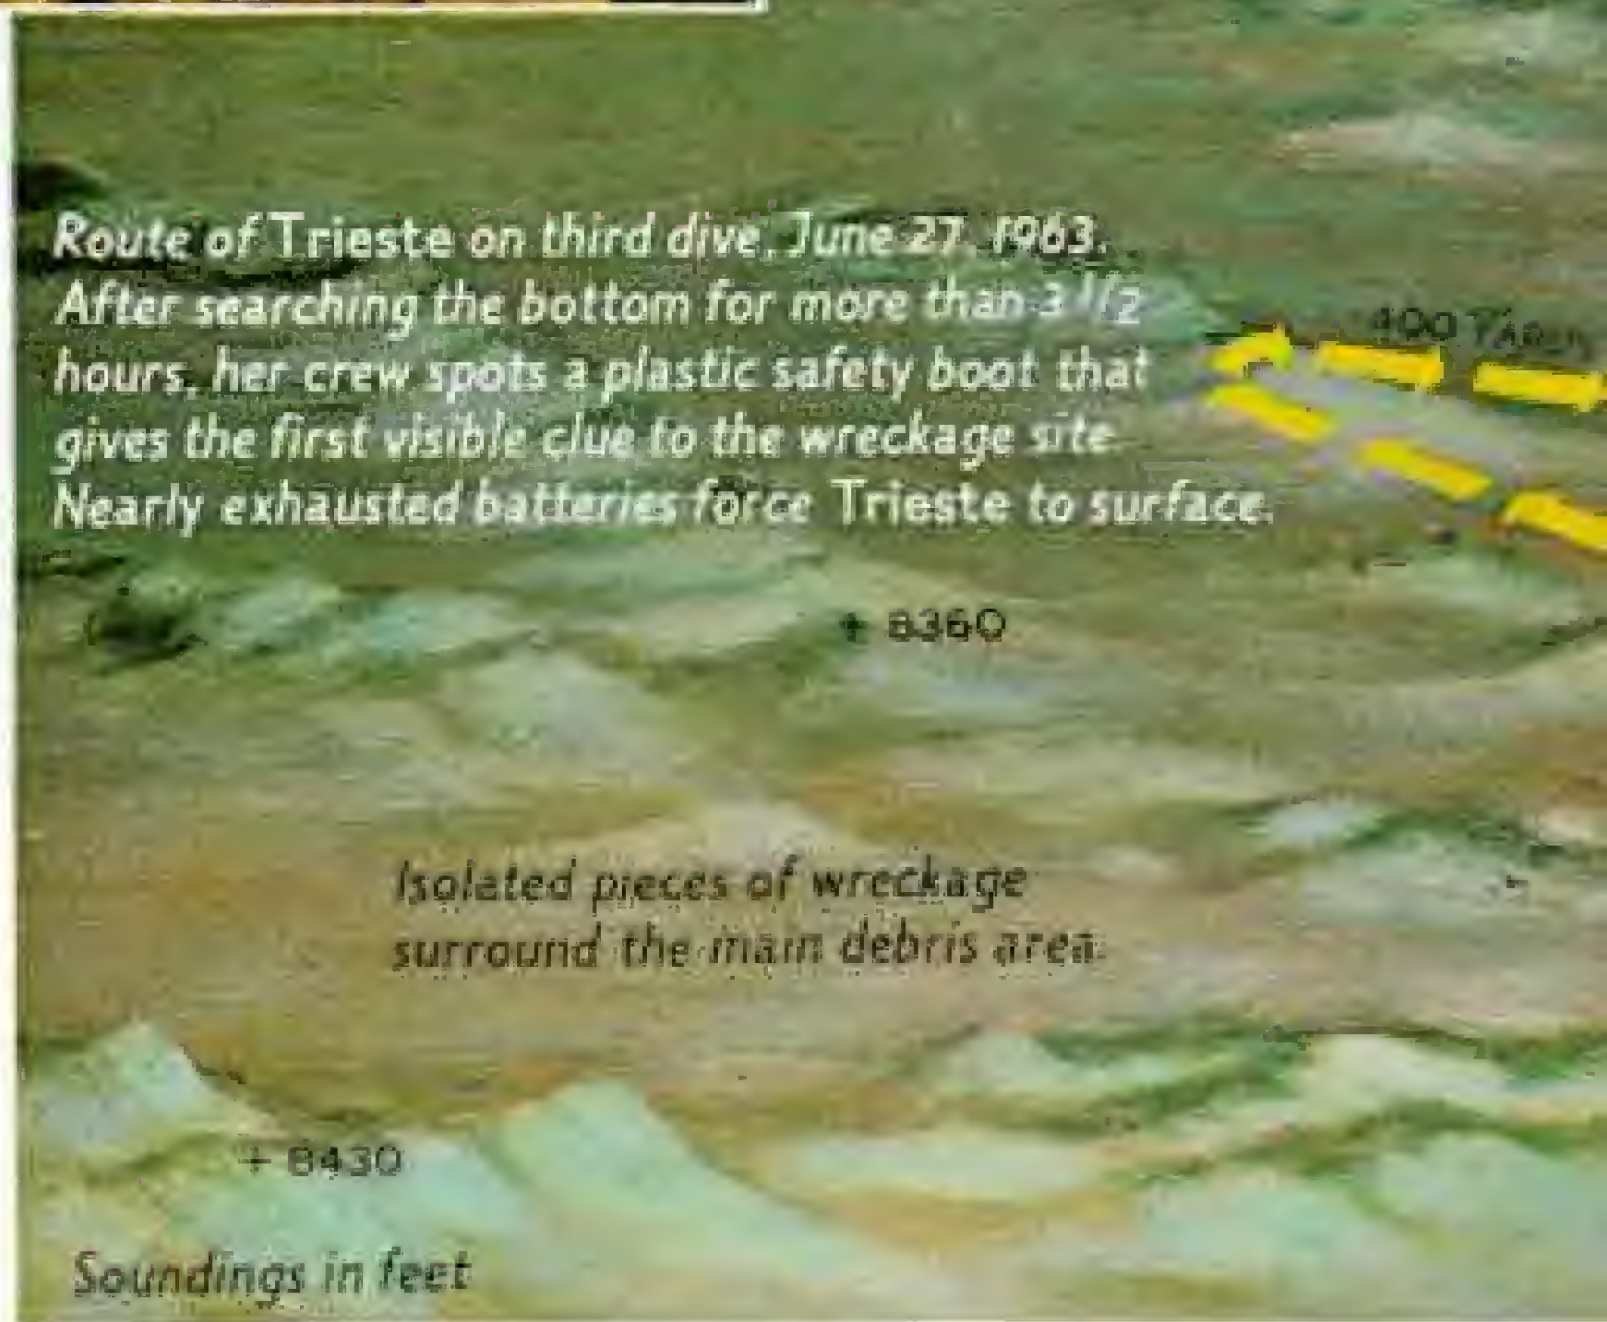 Route of Trieste on third dive, June 27, 1963.
After searching the bottom for more than 3 1/2
400
hours, her crew spots a plastic safety boot that
gives the first visible clue to the wreckage site.
Nearly exhausted batteries force Trieste to surface.
+ 8360
Isolated pieces of wreckage
surround the main debris area.
+ 8430
Soundings in feet